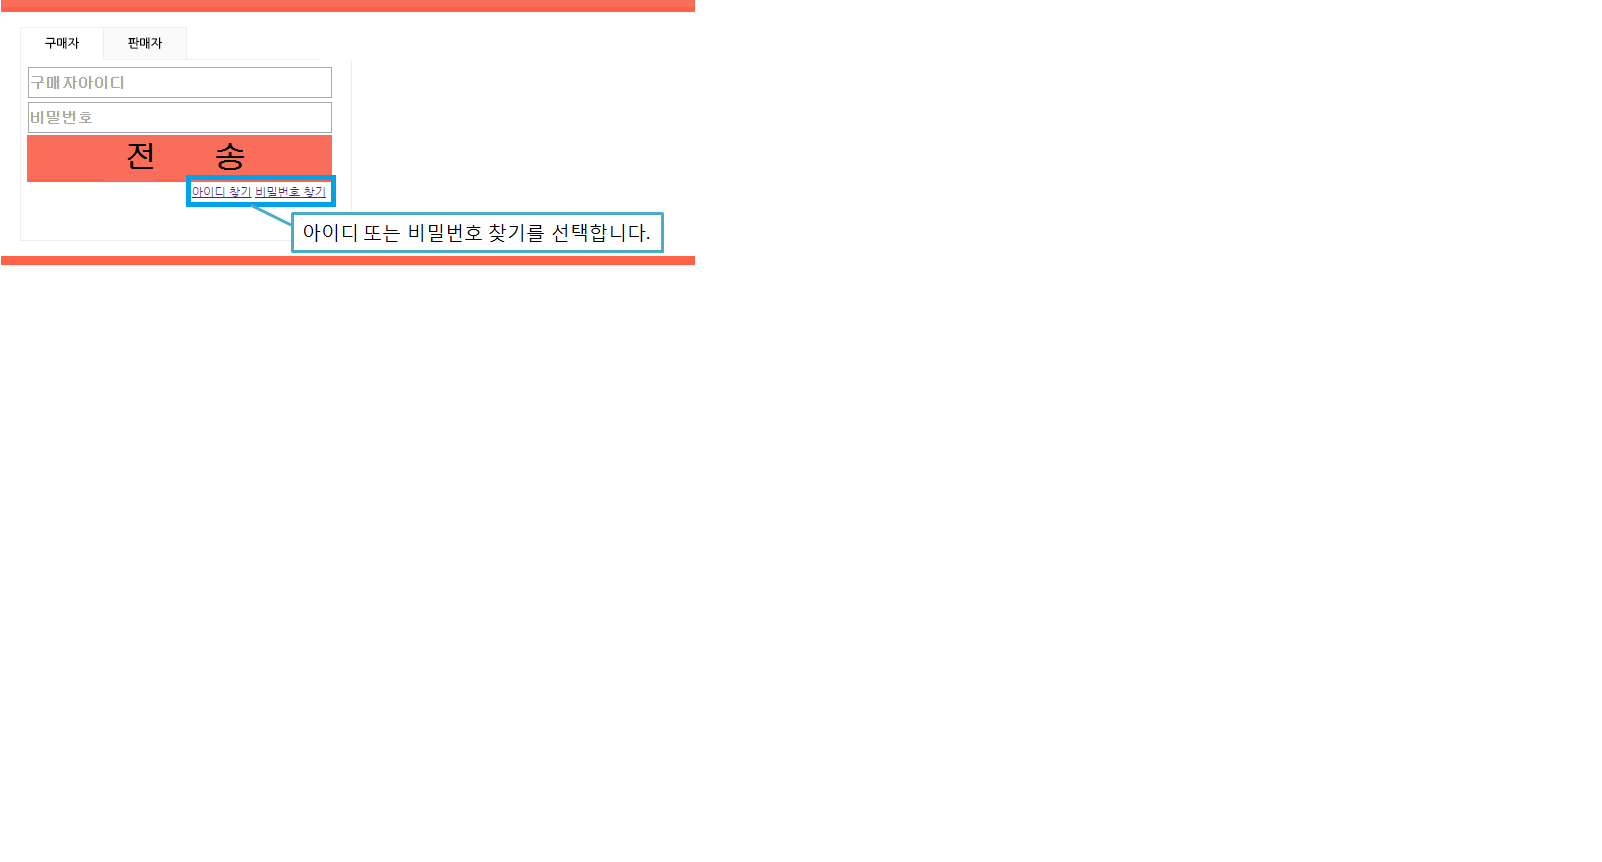 구매자 판매자
구매자아이디
비밀번호
전 송
아이디 찾기 비밀번호 찾기
아이디 또는 비밀번호 찾기를 선택합니다.